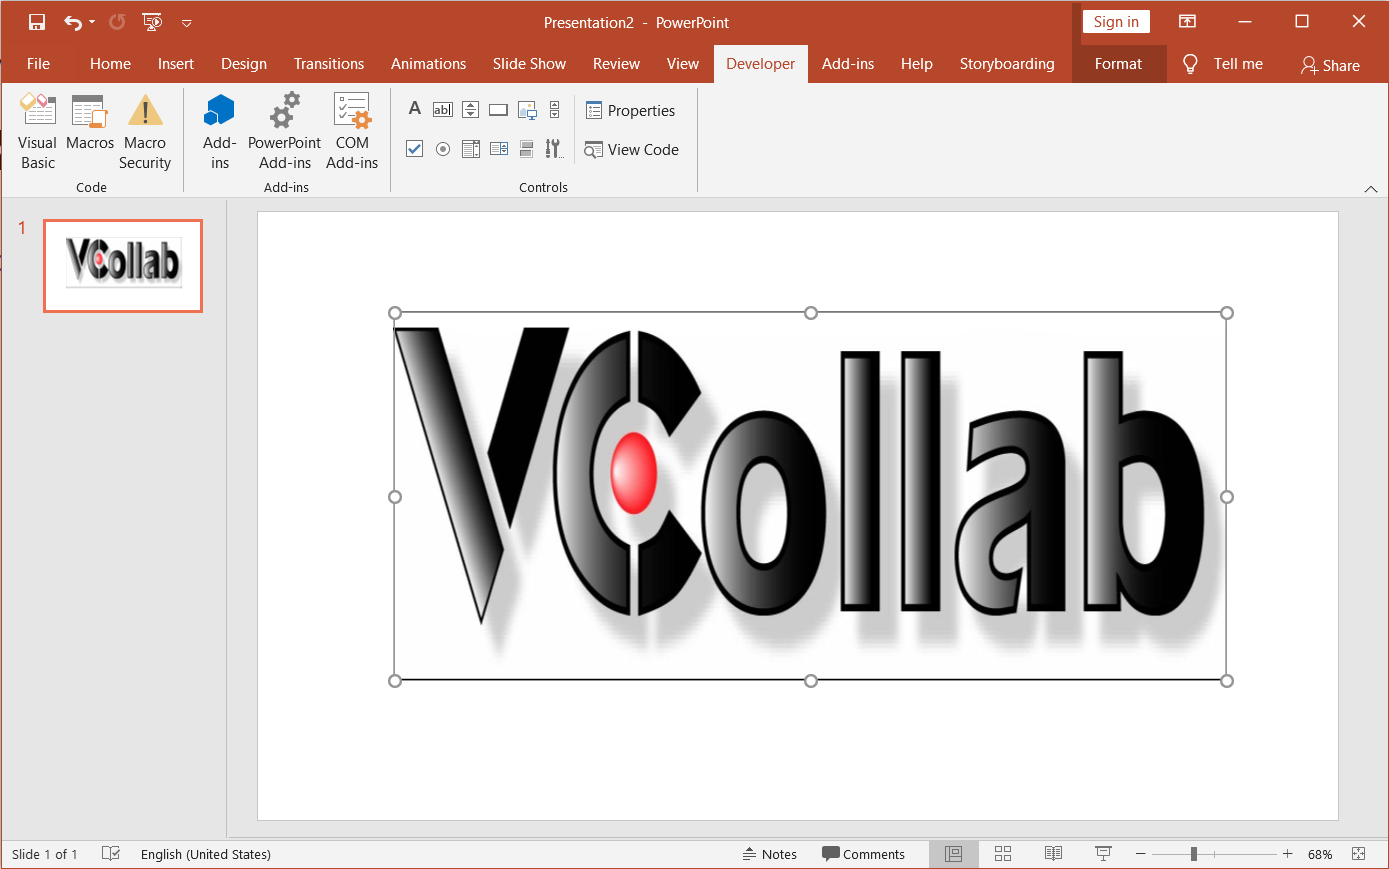 Presentation2 - PowerPoint
Sign in
File Home Insert Design Transitions Animations Slide Show Review View Developer Add-ins Help Storyboarding Format Tell me Share
Visual Basic
Macros
Macro Security
Code
Add-ins
PowerPoint Add-ins
COM Add-ins
Add-ins
A
abl
Properties
View Code
Controls
1
VCollab
VCollab
Slide 1 of 1
English (United States)
Notes
Comments
68%